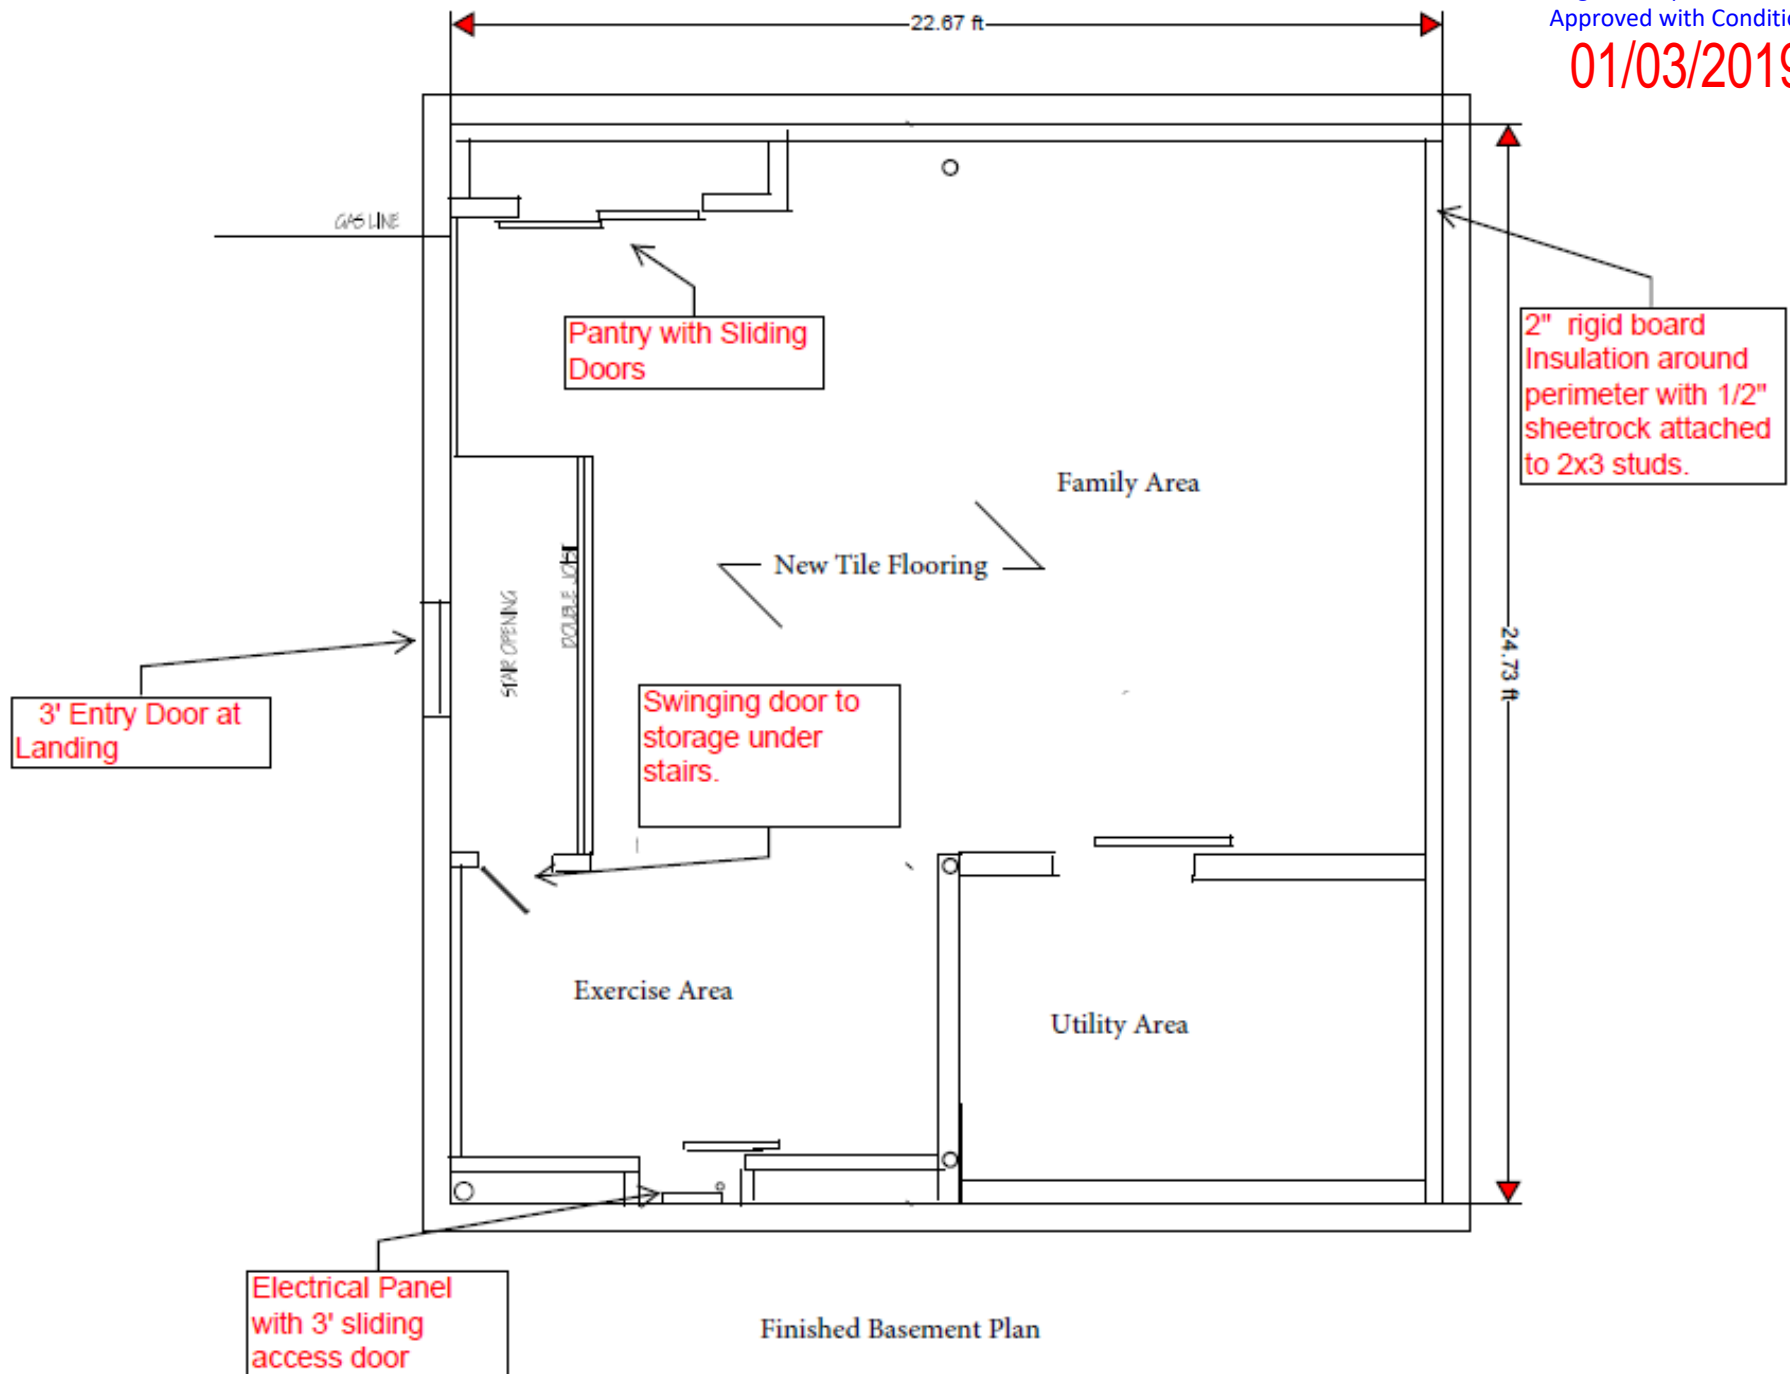 22.67 ft
Approved with
01/03/2019
GAS LINE
Pantry with Sliding
Doors
2" rigid board
Insulation around
perimeter with 1/2"
sheetrock attached
to 2x3 studs.
Family Area
New Tile Flooring
STAIR OPENING
DOUBLE
24.73 ft
3' Entry Door at
Landing
Swinging door to
storage under
stairs.
Exercise Area
Utility Area
Electrical Panel
with 3' sliding
access door
Finished Basement Plan